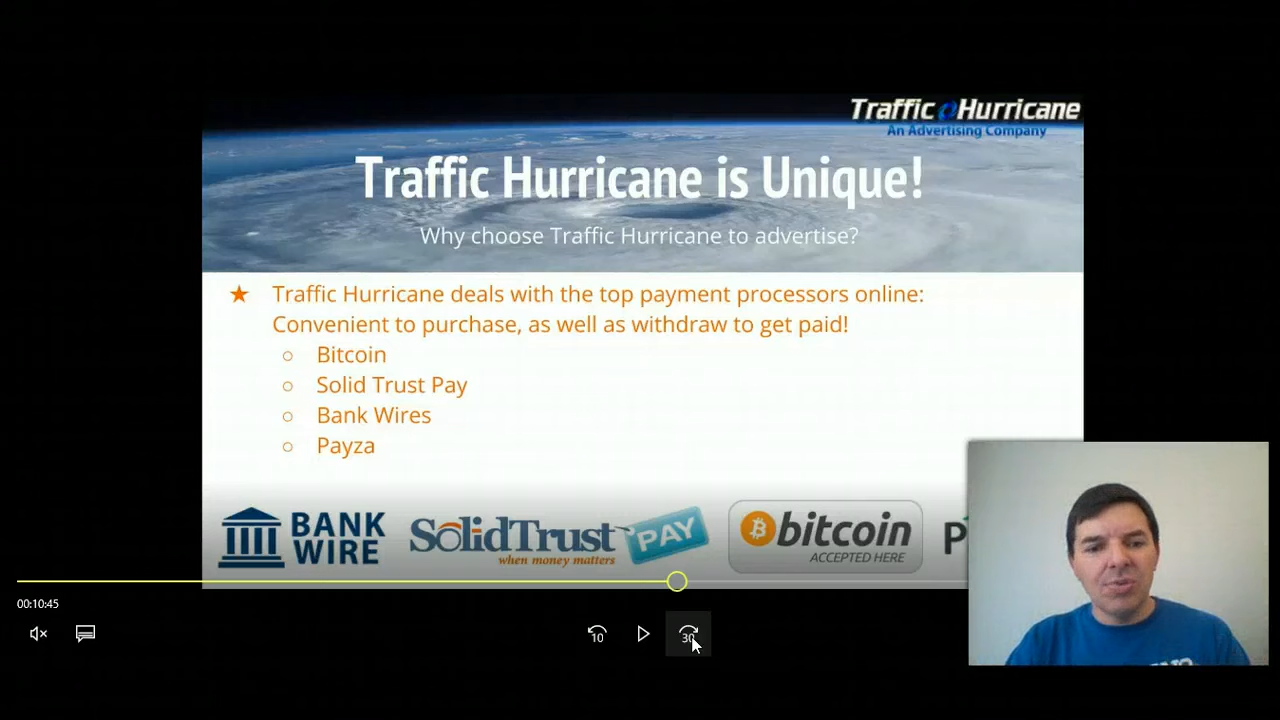 Traffic Hurricane
An Advertising Company
Traffic Hurricane is Unique!
Why choose Traffic Hurricane to advertise?
★ Traffic Hurricane deals with the top payment processors online:
Convenient to purchase, as well as withdraw to get paid!
○ Bitcoin
○ Solid Trust Pay
○ Bank Wires
○ Payza
BANK
WIRE
SolidTrust PAY
when money matters
bitcoin
ACCEPTED HERE
P
00:10:45
10
30